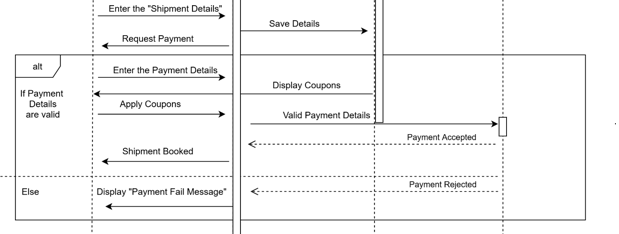 Enter the "Shipment Details"
Save Details
Request Payment
alt
Enter the Payment Details
If Payment
Details
are valid
Display Coupons
Apply Coupons
Valid Payment Details
Payment Accepted
Shipment Booked
Payment Rejected
Else
Display "Payment Fail Message"